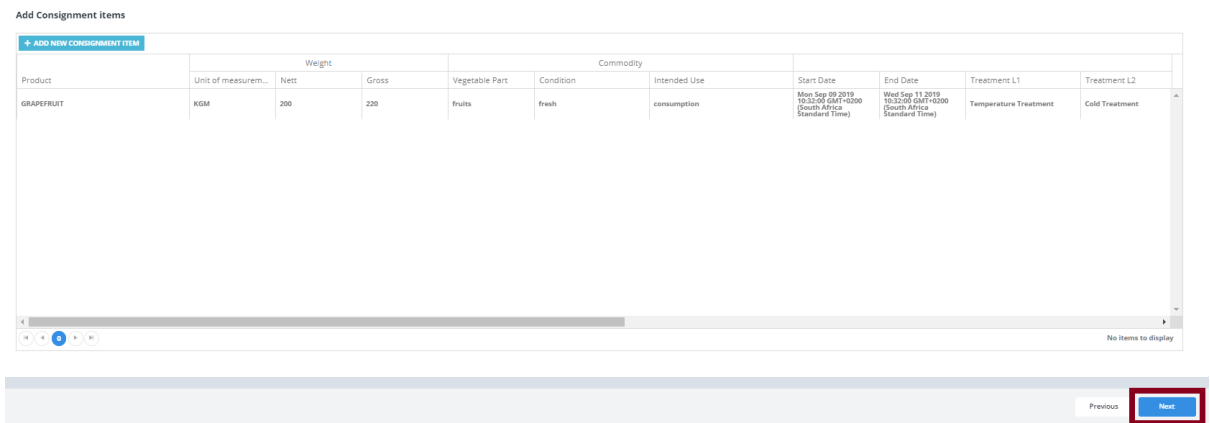 Add Consignment items
+ ADD NEW CONSIGNMENT ITEM
Weight Commodity
Product Unit of measurem... Nett Gross Vegetable Part Condition Intended Use Start Date End Date Treatment L1 Treatment L2
GRAPEFRUIT KGM 200 220 fruits fresh consumption Mon Sep 09 2019 Wed Sep 11 2019 Temperature Treatment Cold Treatment
10:32:00 GMT+0200 10:32:00 GMT+0200
(South Africa (South Africa
Standard Time) Standard Time)
0 No items to display
Previous Next